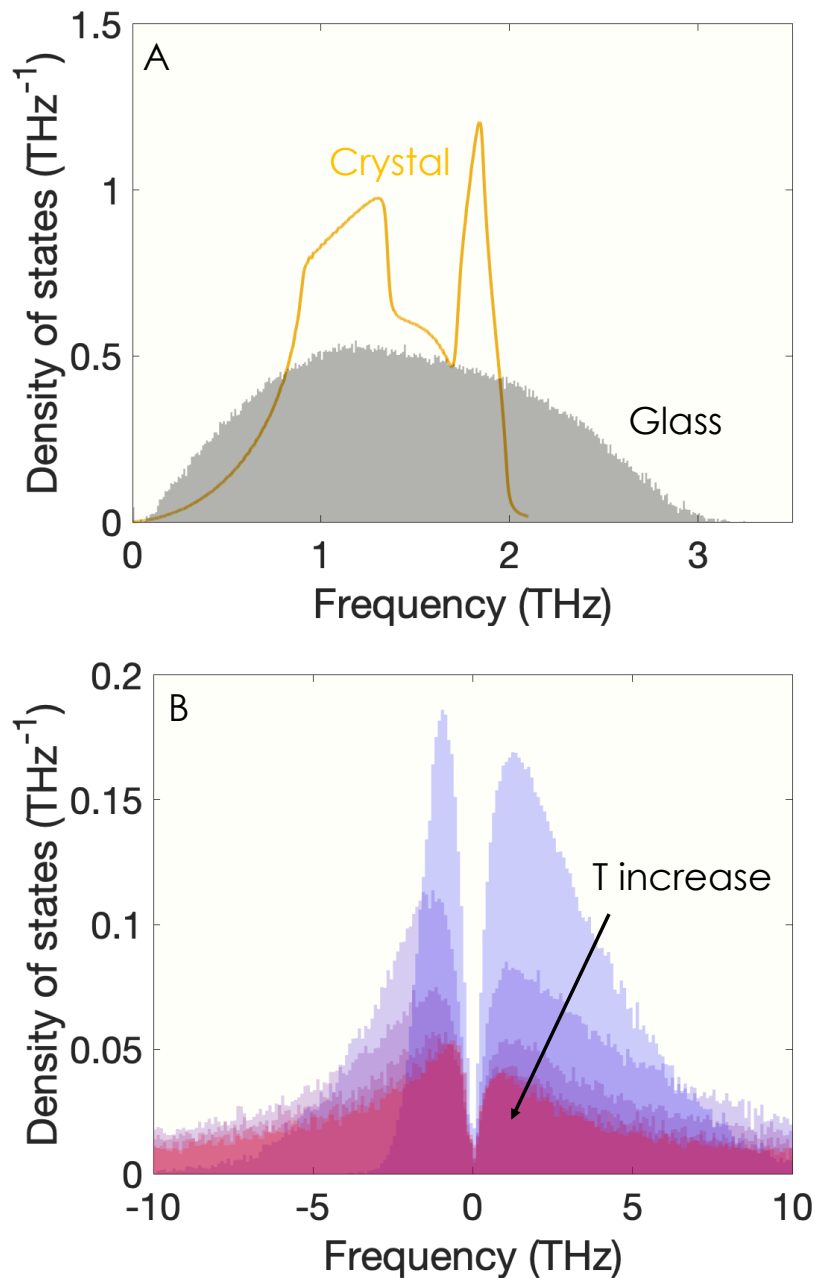 1.5
A
Crystal
1
Density of states (THz⁻¹)
0.5
Glass
0
0 1 2 3
Frequency (THz)
0.2
B
0.15
T increase
Density of states (THz⁻¹)
0.1
0.05
0
-10 -5 0 5 10
Frequency (THz)